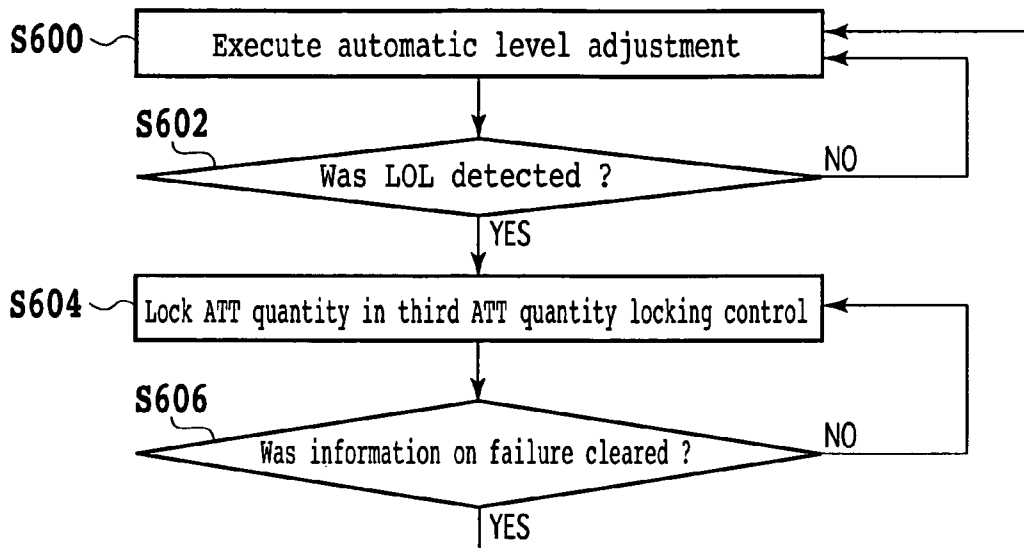 S600
Execute automatic level adjustment
S602
Was LOL detected ?
NO
YES
S604
Lock ATT quantity in third ATT quantity locking control
S606
Was information on failure cleared ?
NO
YES